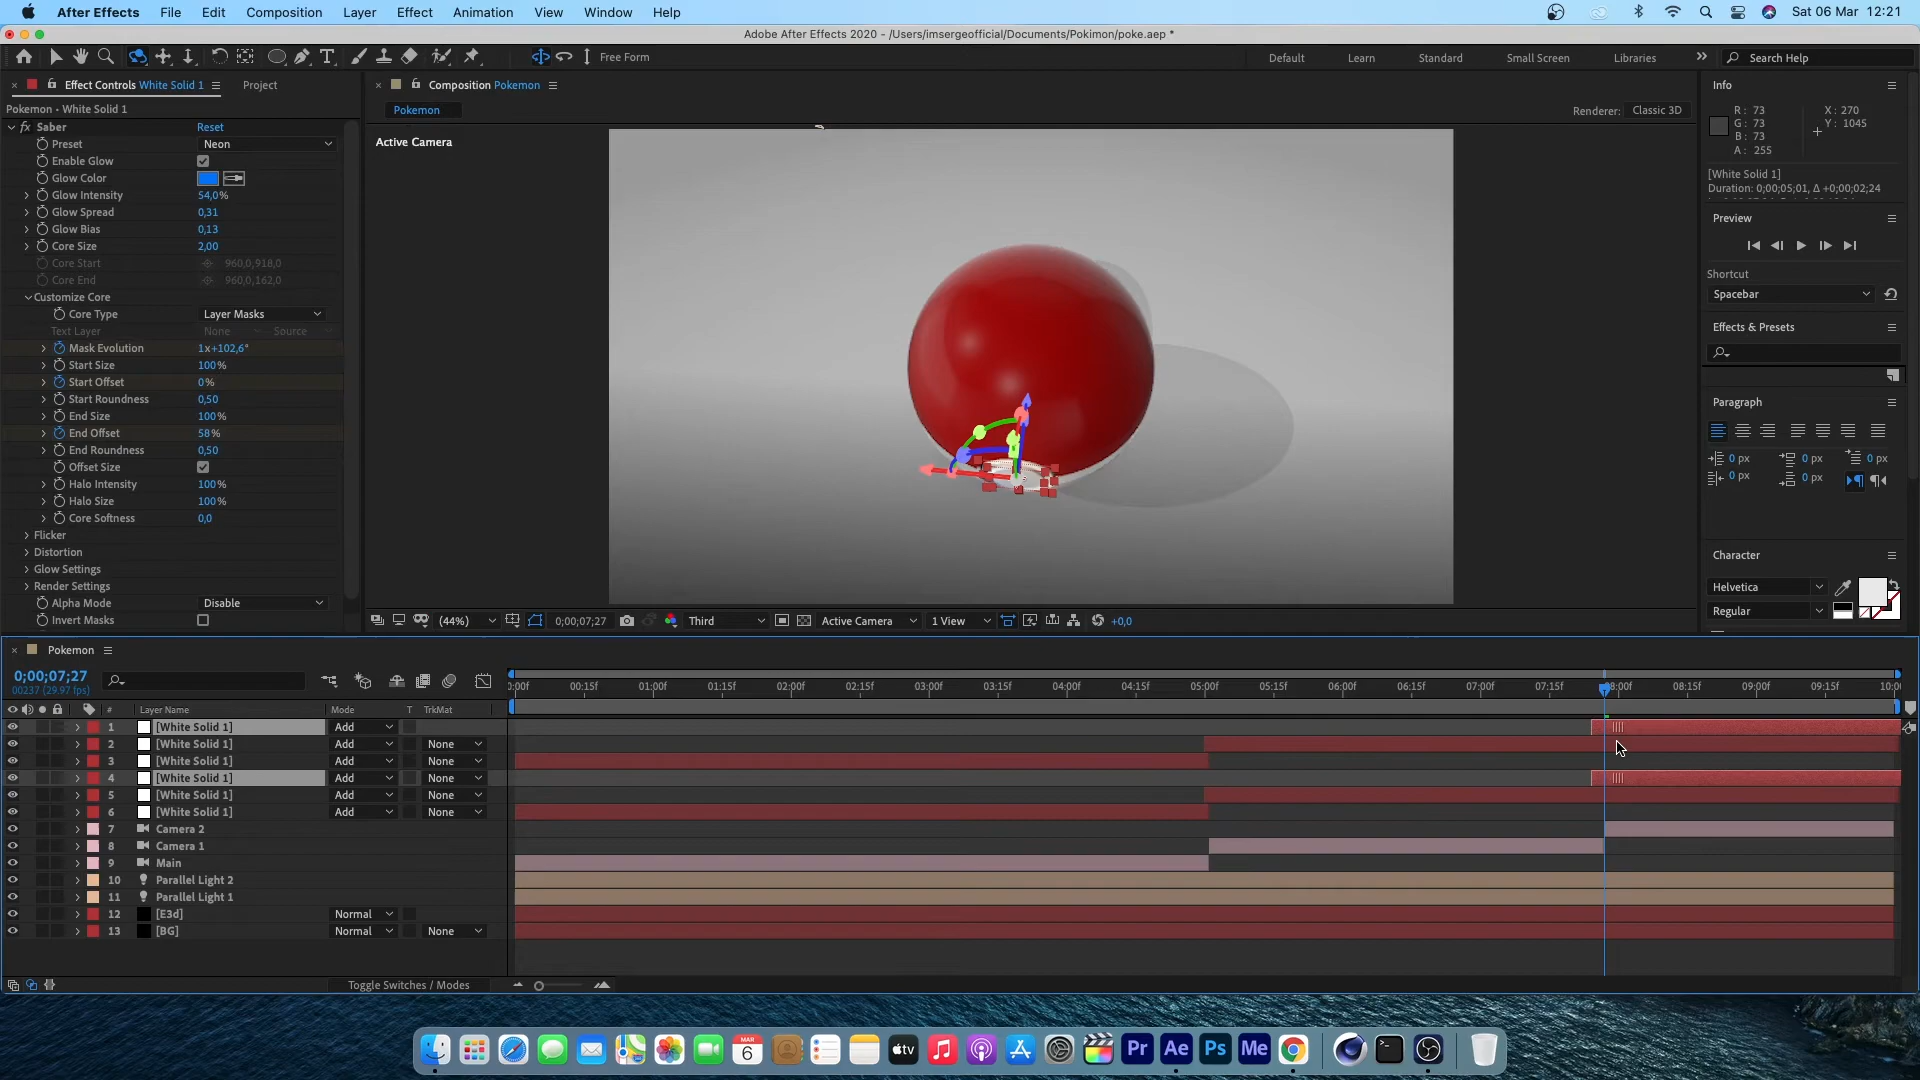 After Effects File Edit Composition Layer Effect Animation View Window Help Sat 06 Mar 12:21
Adobe After Effects 2020 - /Users/imsergeofficial/Documents/Pokimon/poke.aep *
Free Form Default Learn Standard Small Screen Libraries Search Help
Effect Controls White Solid 1 Project
Composition Pokemon
Info
Pokemon • White Solid 1
Pokemon
Renderer: Classic 3D
R: 73
G: 73
B: 73
A: 255
X: 270
Y: 1045
fx Saber Reset
Preset Neon
Active Camera
Enable Glow
Glow Color
Glow Intensity 54,0%
Glow Spread 0,31
Glow Bias 0,13
Core Size 2,00
Core Start 960,0,918,0
Core End 960,0,162,0
Customize Core
Core Type Layer Masks
Text Layer None Source
Mask Evolution 1x+102,6°
Start Size 100%
Start Offset 0%
Start Roundness 0,50
End Size 100%
End Offset 58%
End Roundness 0,50
Offset Size
Halo Intensity 100%
Halo Size 100%
Core Softness 0,0
Flicker
Distortion
Glow Settings
Render Settings
Alpha Mode Disable
Invert Masks
[White Solid 1]
Duration: 0;00;05;01, Δ +0;00;02;24
Preview
Shortcut
Spacebar
Effects & Presets
Paragraph
0 px 0 px 0 px
0 px 0 px
Character
Helvetica
Regular
(44%) 0;00;07;27 Third Active Camera 1 View +0,0
Pokemon
0;00;07;27
00237 (29.97 fps)
0:00f 00:15f 01:00f 01:15f 02:00f 02:15f 03:00f 03:15f 04:00f 04:15f 05:00f 05:15f 06:00f 06:15f 07:00f 07:15f 08:00f 08:15f 09:00f 09:15f 10:00
# Layer Name Mode T TrkMat
1 [White Solid 1] Add
2 [White Solid 1] Add None
3 [White Solid 1] Add None
4 [White Solid 1] Add None
5 [White Solid 1] Add None
6 [White Solid 1] Add None
7 Camera 2
8 Camera 1
9 Main
10 Parallel Light 2
11 Parallel Light 1
12 [E3d] Normal
13 [BG] Normal None
Toggle Switches / Modes
MAR
6
tv
Pr Ae Ps Me